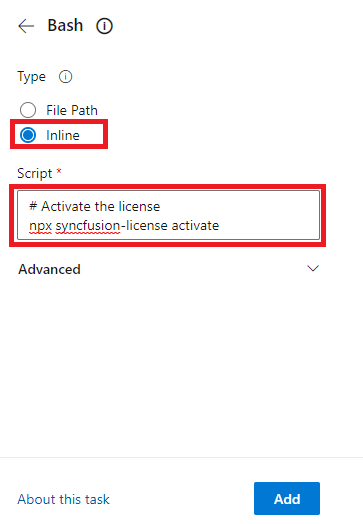 Bash
Type
File Path
Inline
Script *
# Activate the license
npx syncfusion-license activate
Advanced
About this task
Add